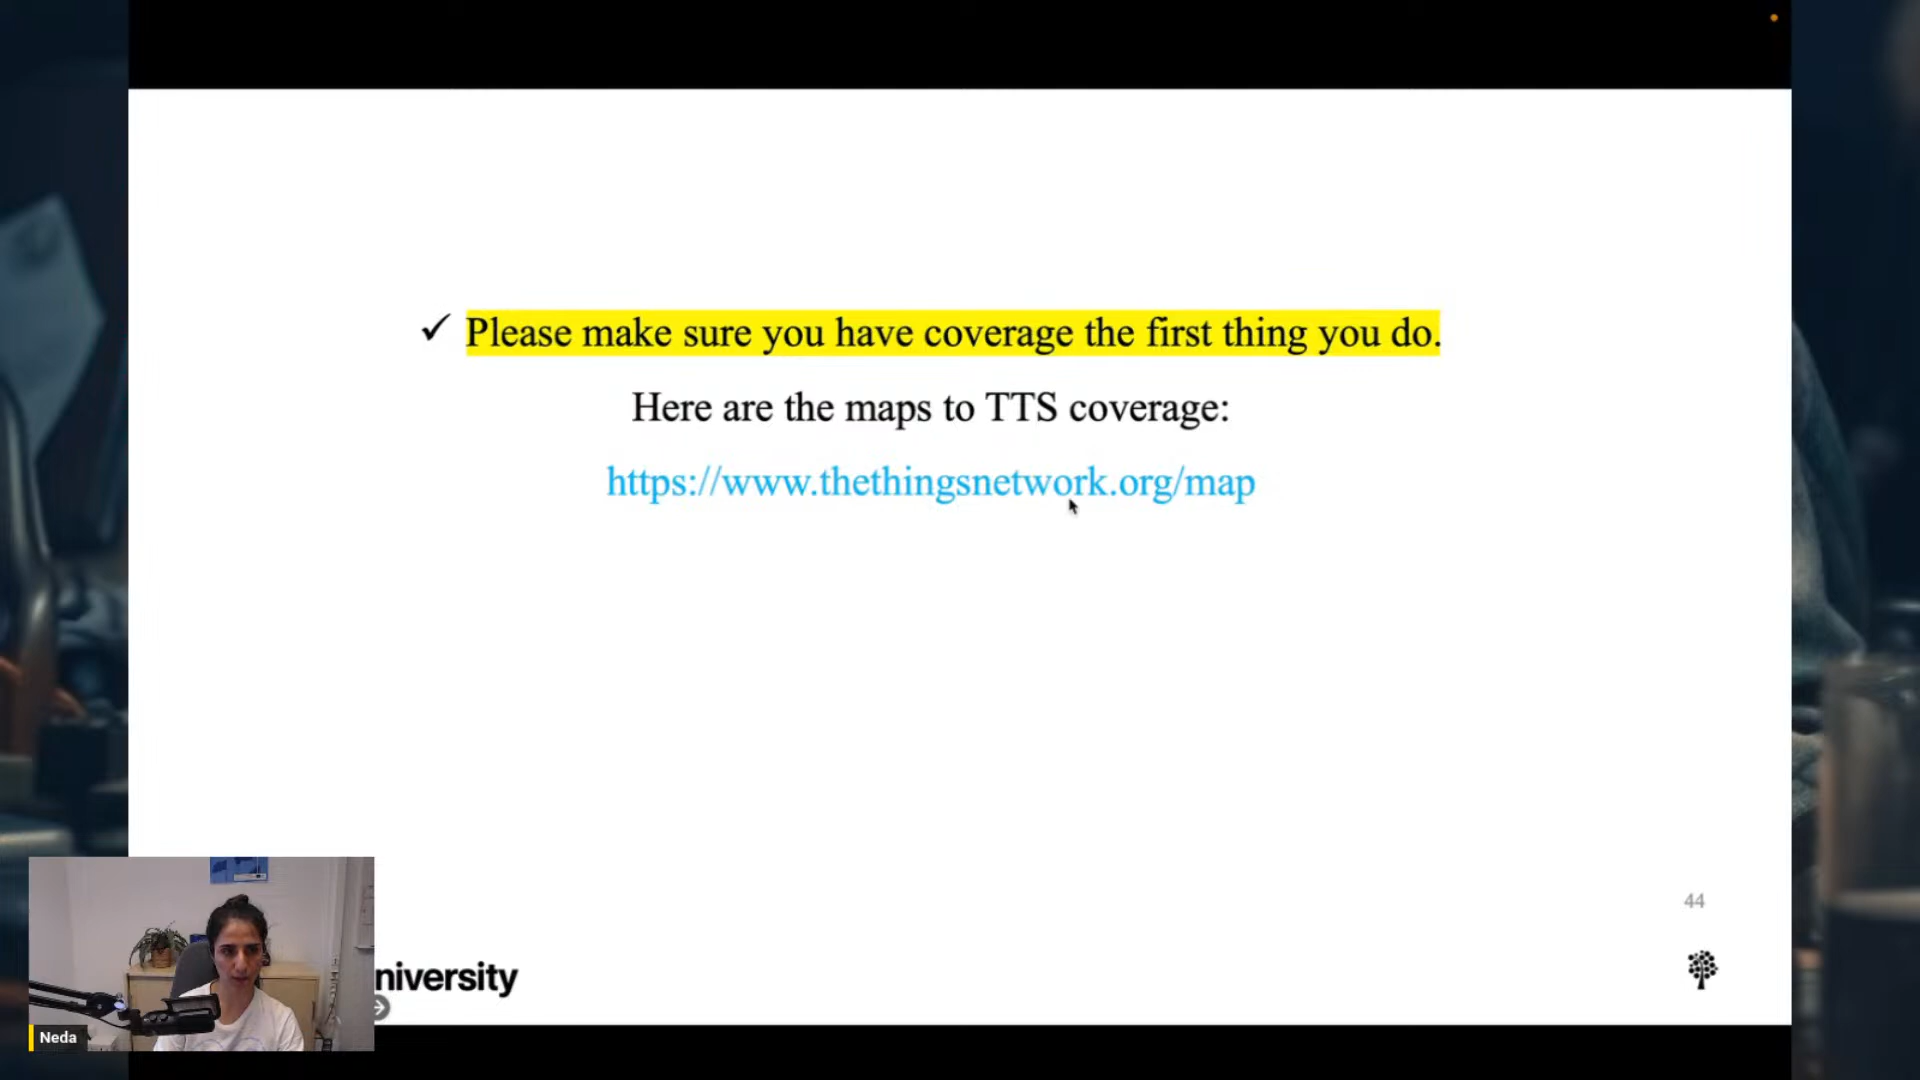 ✓ Please make sure you have coverage the first thing you do.
Here are the maps to TTS coverage:
https://www.thethingsnetwork.org/map
44
niversity
Neda